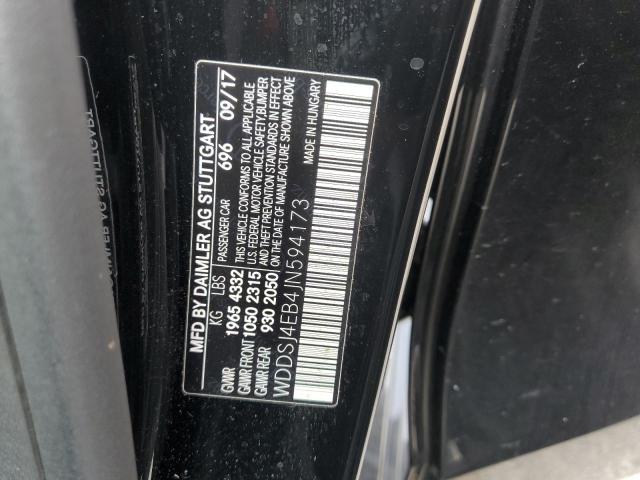 MFD BY DAIMLER AG STUTTGART
KG LBS PASSENGER CAR 696 09/17
GVWR 1965 4332 THIS VEHICLE CONFORMS TO ALL APPLICABLE
GAWR FRONT 1050 2315 U.S. FEDERAL MOTOR VEHICLE SAFETY,BUMPER
GAWR REAR 930 2050 AND THEFT PREVENTION STANDARDS IN EFFECT
ON THE DATE OF MANUFACTURE SHOWN ABOVE
WDDSJ4EB4JN594173 MADE IN HUNGARY